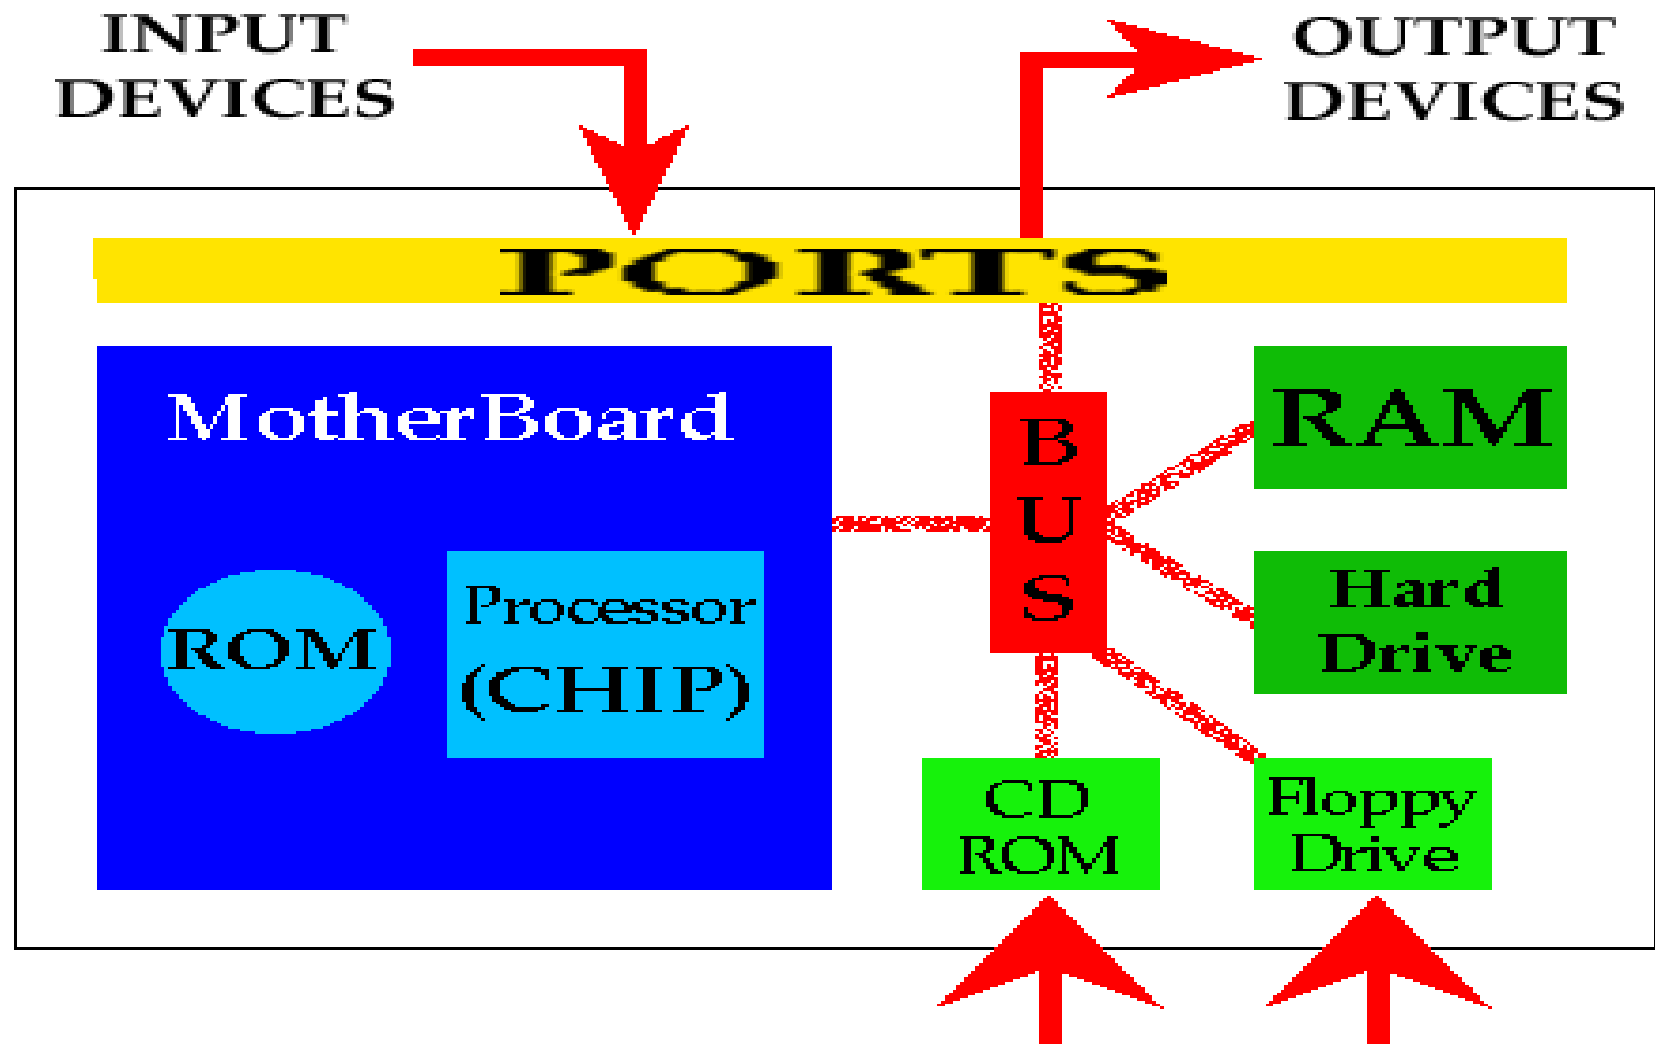 INPUT
DEVICES
OUTPUT
DEVICES
PORTS
MotherBoard
ROM
Processor
(CHIP)
B
U
S
RAM
Hard
Drive
CD
ROM
Floppy
Drive